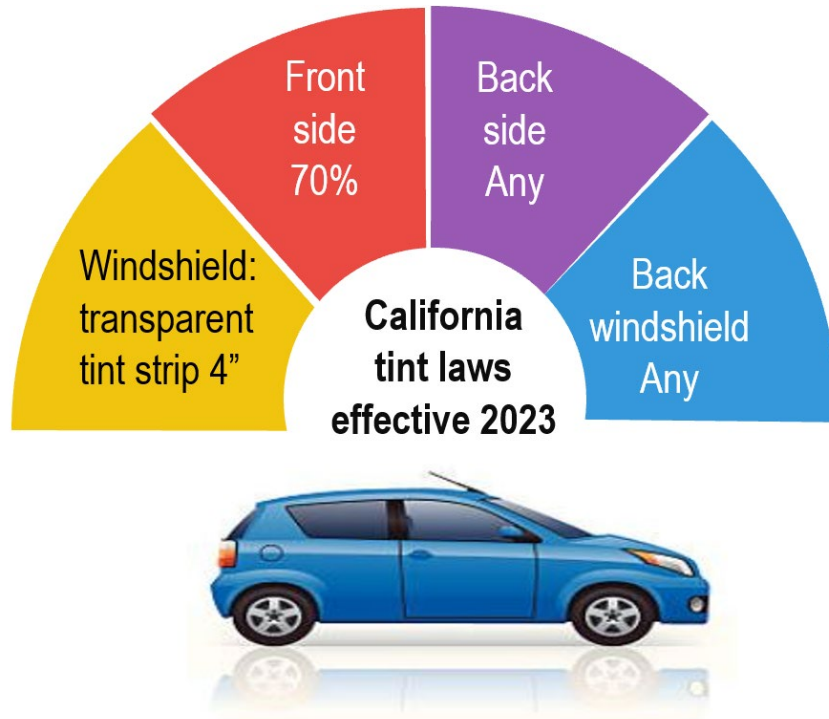 Windshield:
transparent
tint strip 4”
Front
side
70%
Back
side
Any
Back
windshield
Any
California
tint laws
effective 2023